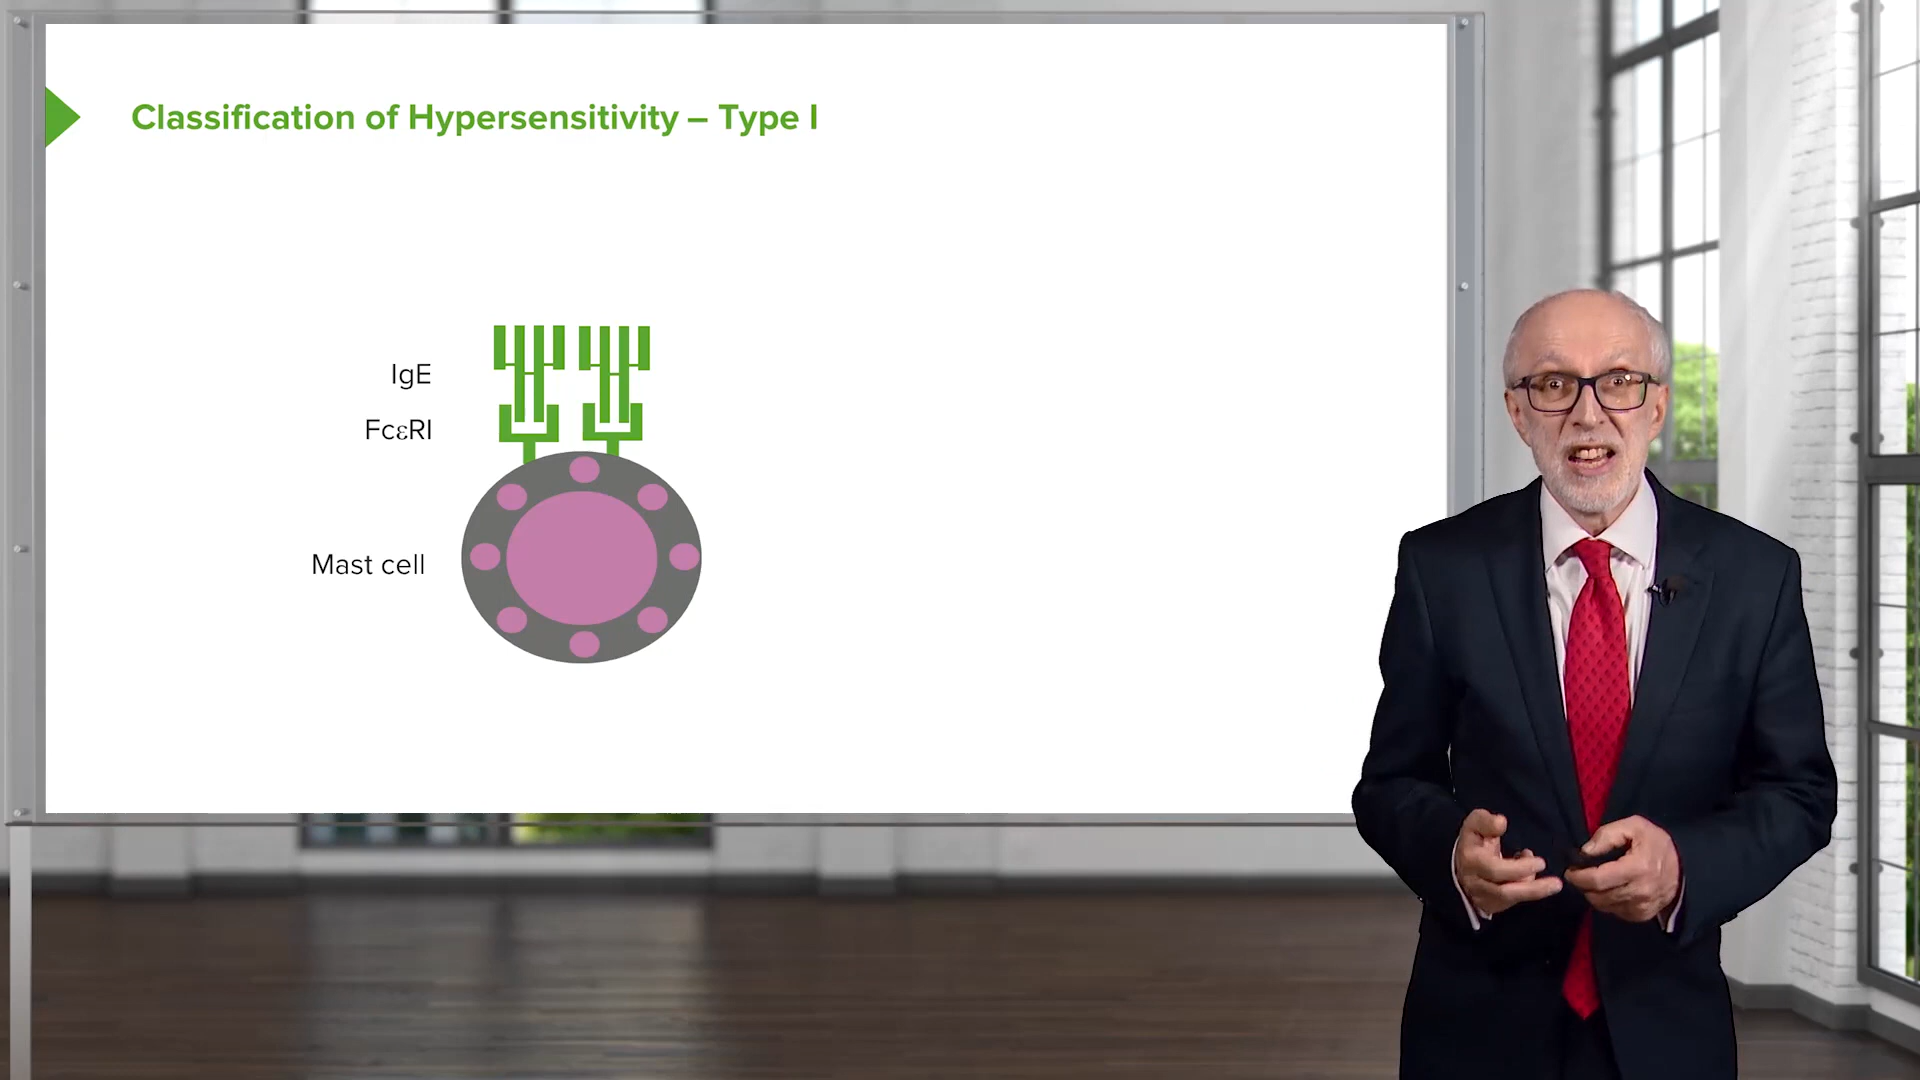 Classification of Hypersensitivity – Type I
IgE
FcεRI
Mast cell